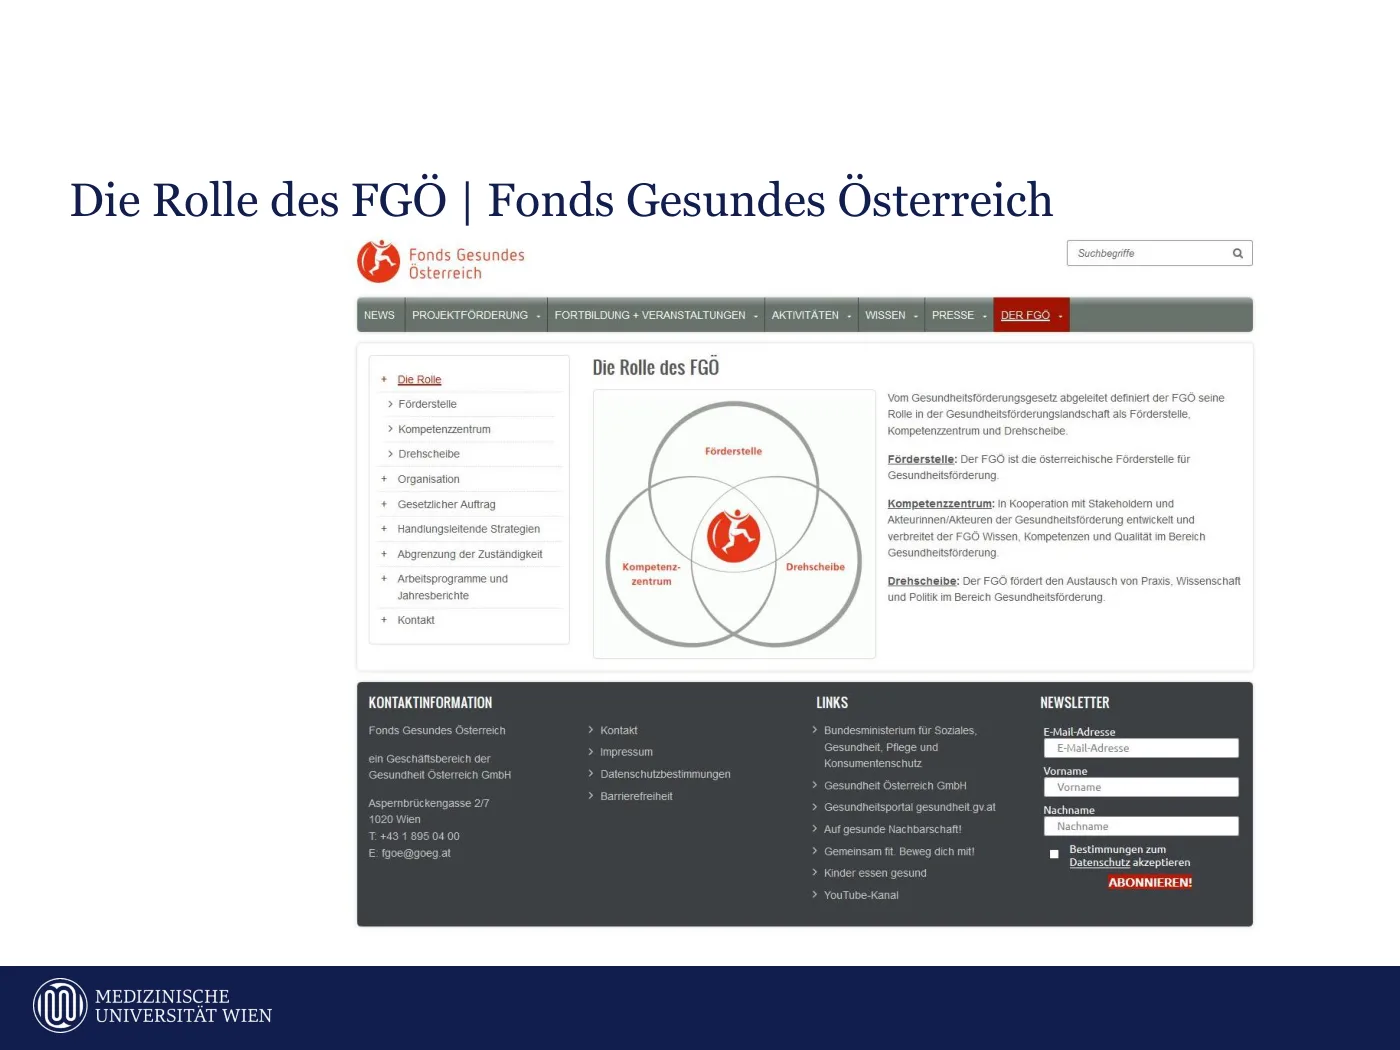 Die Rolle des FGÖ | Fonds Gesundes Österreich
Fonds Gesundes
Österreich
Suchbegriffe
NEWS PROJEKTFÖRDERUNG FORTBILDUNG + VERANSTALTUNGEN AKTIVITÄTEN WISSEN PRESSE DER FGÖ
+ Die Rolle
> Förderstelle
> Kompetenzzentrum
> Drehscheibe
+ Organisation
+ Gesetzlicher Auftrag
+ Handlungsleitende Strategien
+ Abgrenzung der Zuständigkeit
+ Arbeitsprogramme und
Jahresberichte
+ Kontakt
Die Rolle des FGÖ
Förderstelle
Kompetenz-
zentrum
Drehscheibe
Vom Gesundheitsförderungsgesetz abgeleitet definiert der FGÖ seine
Rolle in der Gesundheitsförderungslandschaft als Förderstelle,
Kompetenzzentrum und Drehscheibe.
Förderstelle: Der FGÖ ist die österreichische Förderstelle für
Gesundheitsförderung.
Kompetenzzentrum: In Kooperation mit Stakeholdern und
Akteurinnen/Akteuren der Gesundheitsförderung entwickelt und
verbreitet der FGÖ Wissen, Kompetenzen und Qualität im Bereich
Gesundheitsförderung.
Drehscheibe: Der FGÖ fördert den Austausch von Praxis, Wissenschaft
und Politik im Bereich Gesundheitsförderung.
KONTAKTINFORMATION
Fonds Gesundes Österreich
ein Geschäftsbereich der
Gesundheit Österreich GmbH
Aspernbrückengasse 2/7
1020 Wien
T: +43 1 895 04 00
E: fgoe@goeg.at
> Kontakt
> Impressum
> Datenschutzbestimmungen
> Barrierefreiheit
LINKS
> Bundesministerium für Soziales,
Gesundheit, Pflege und
Konsumentenschutz
> Gesundheit Österreich GmbH
> Gesundheitsportal gesundheit.gv.at
> Auf gesunde Nachbarschaft!
> Gemeinsam fit. Beweg dich mit!
> Kinder essen gesund
> YouTube-Kanal
NEWSLETTER
E-Mail-Adresse
E-Mail-Adresse
Vorname
Vorname
Nachname
Nachname
Bestimmungen zum
Datenschutz akzeptieren
ABONNIEREN!
MEDIZINISCHE
UNIVERSITÄT WIEN